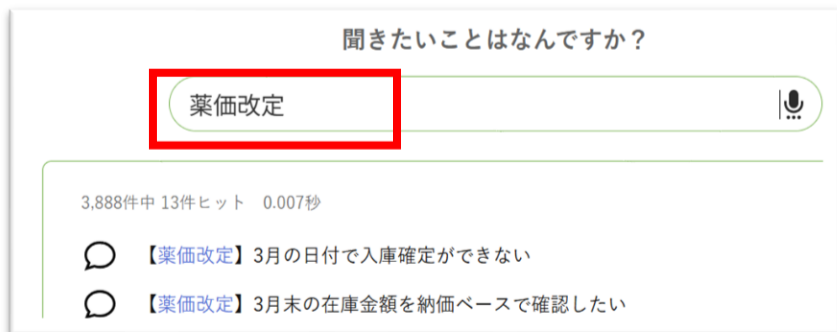 聞きたいことはなんですか？
薬価改定
3,888件中 13件ヒット　0.007秒
【薬価改定】3月の日付で入庫確定ができない
【薬価改定】3月末の在庫金額を納価ベースで確認したい